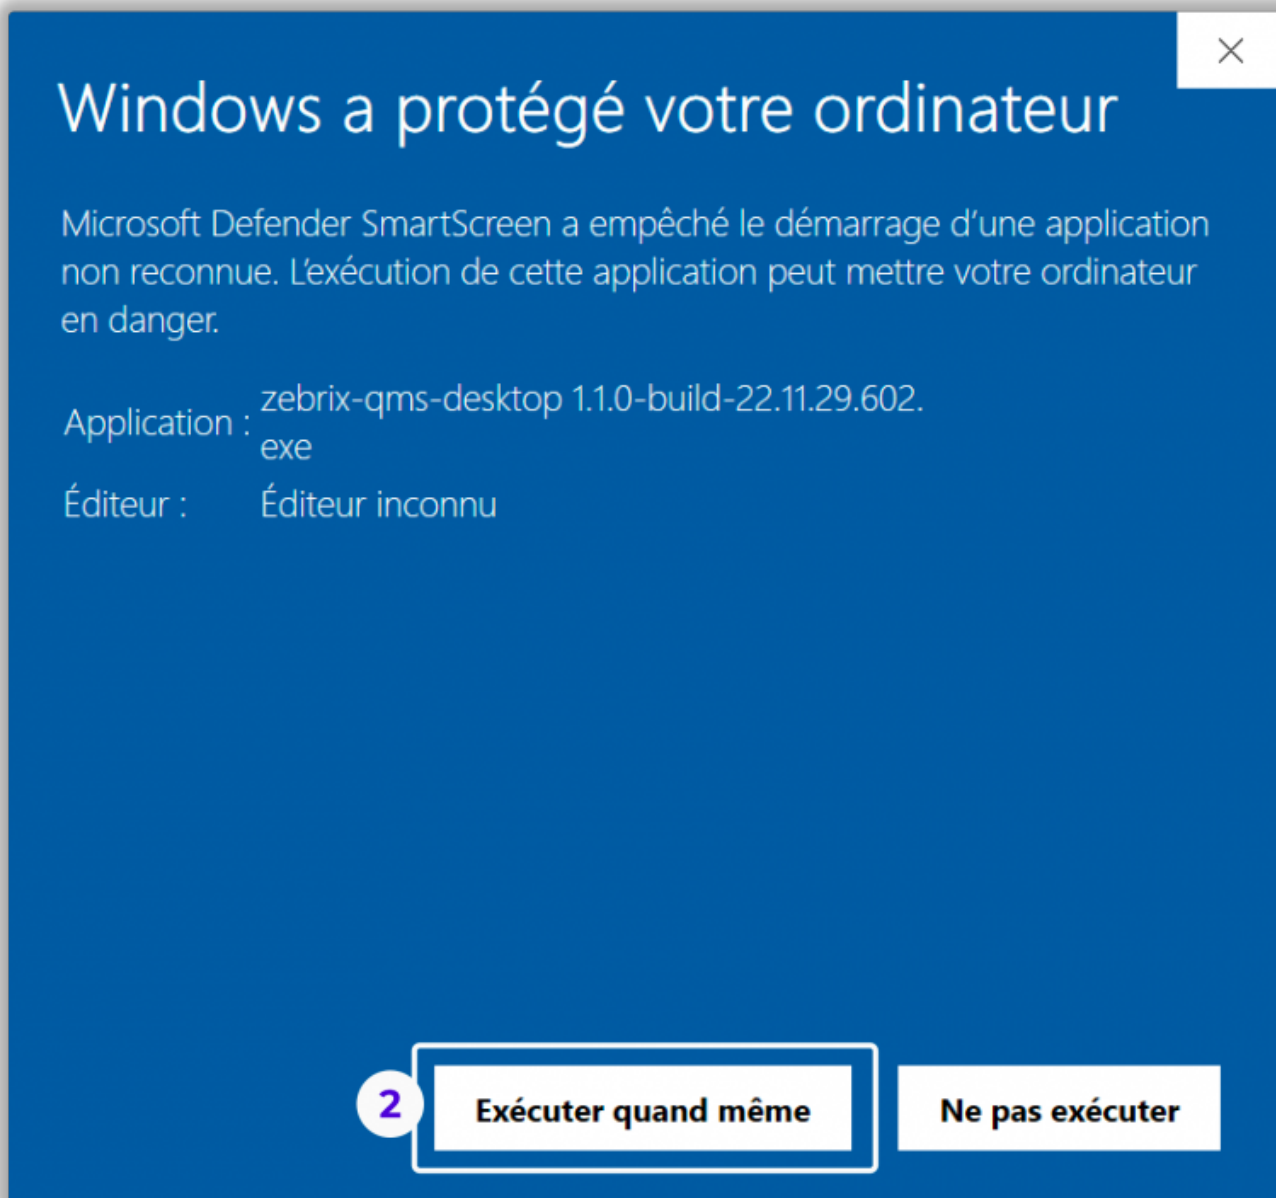 Windows a protégé votre ordinateur
Microsoft Defender SmartScreen a empêché le démarrage d’une application
non reconnue. L’exécution de cette application peut mettre votre ordinateur
en danger.
Application : zebrix-qms-desktop 1.1.0-build-22.11.29.602.
exe
Éditeur : Éditeur inconnu
2 Exécuter quand même Ne pas exécuter